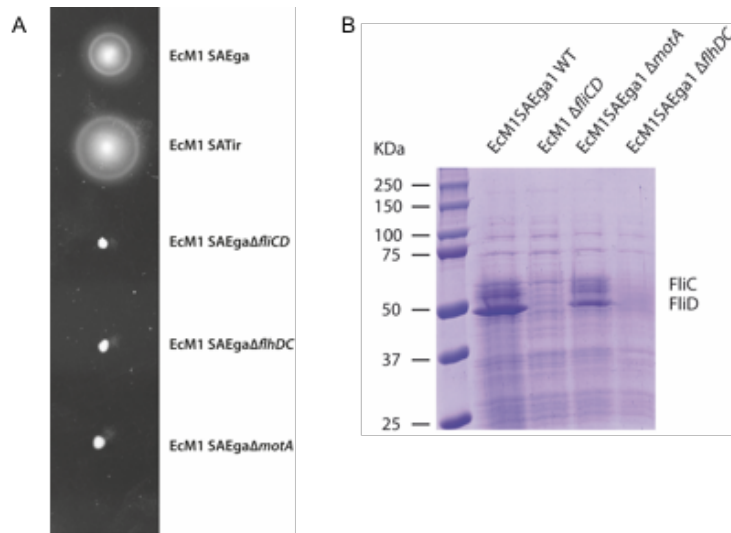 A
EcM1 SAEga
EcM1 SATir
EcM1 SAEgaΔfliCD
EcM1 SAEgaΔflhDC
EcM1 SAEgaΔmotA
B
EcM1SAEga1 WT
EcM1 ΔfliCD
EcM1SAEga1 ΔmotA
EcM1SAEga1 ΔflhDC
KDa
250
150
100
75
50
37
25
FliC
FliD